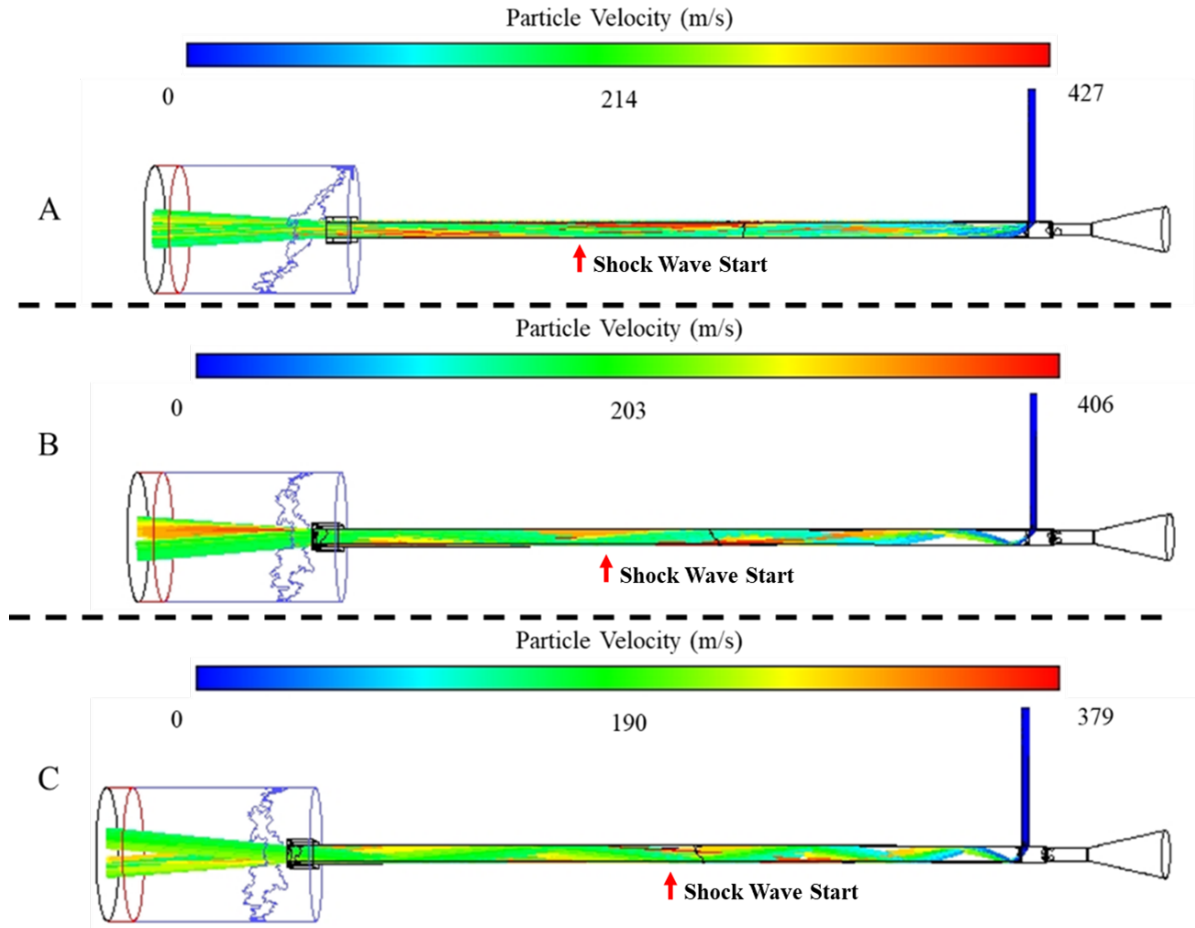 Particle Velocity (m/s)
0
214
427
A
Shock Wave Start
Particle Velocity (m/s)
0
203
406
B
Shock Wave Start
Particle Velocity (m/s)
0
190
379
C
Shock Wave Start